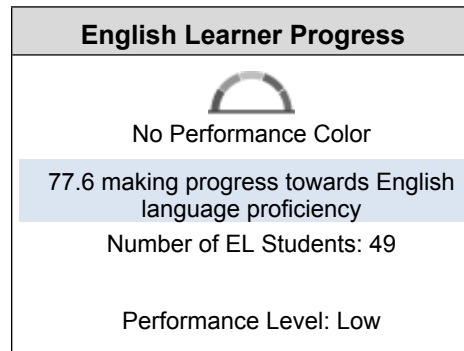 English Learner Progress
No Performance Color
77.6 making progress towards English
language proficiency
Number of EL Students: 49
Performance Level: Low